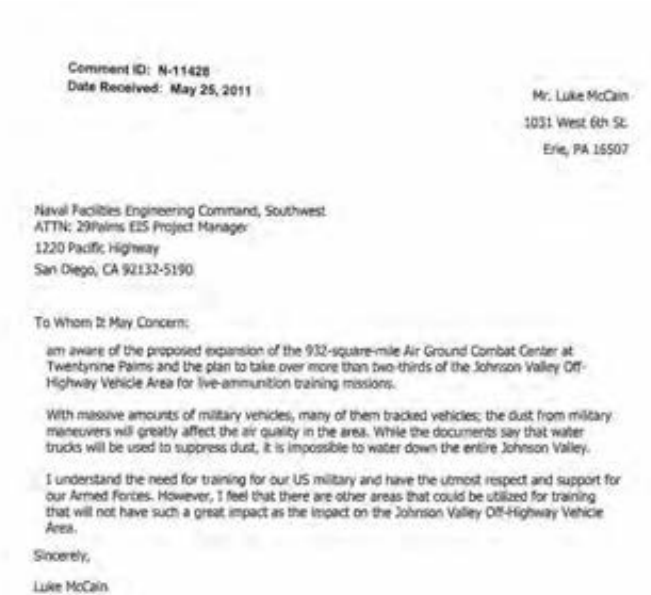 Comment ID: N-11428
Date Received: May 25, 2011
Mr. Luke McCain
1031 West 6th St.
Erie, PA 16507
Naval Facilities Engineering Command, Southwest
ATTN: 29Palms EIS Project Manager
1220 Pacific Highway
San Diego, CA 92132-5190
To Whom It May Concern:
am aware of the proposed expansion of the 932-square-mile Air Ground Combat Center at
Twentynine Palms and the plan to take over more than two-thirds of the Johnson Valley Off-
Highway Vehicle Area for live-ammunition training missions.
With massive amounts of military vehicles, many of them tracked vehicles; the dust from military
maneuvers will greatly affect the air quality in the area. While the documents say that water
trucks will be used to suppress dust, it is impossible to water down the entire Johnson Valley.
I understand the need for training for our US military and have the utmost respect and support for
our Armed Forces. However, I feel that there are other areas that could be utilized for training
that will not have such a great impact as the impact on the Johnson Valley Off-Highway Vehicle
Area.
Sincerely,
Luke McCain